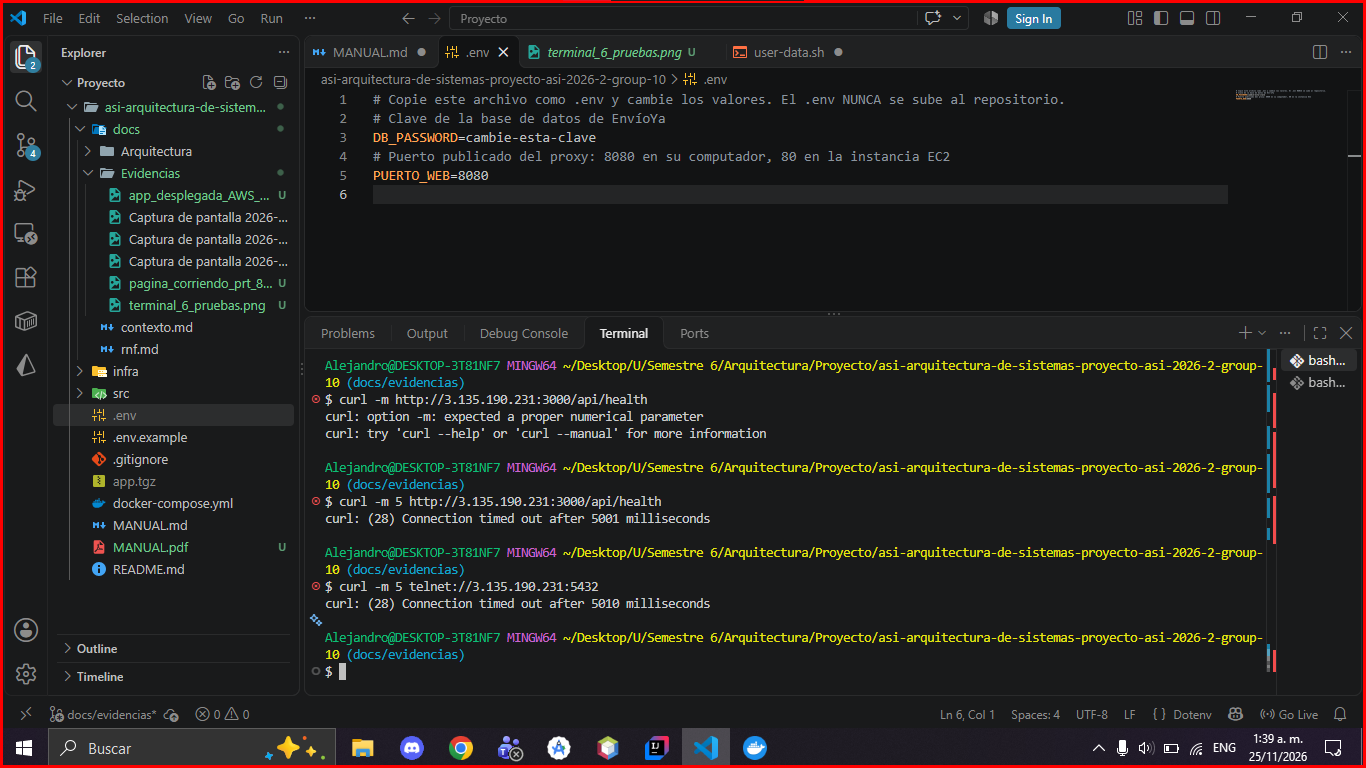 File Edit Selection View Go Run ···
Proyecto
Sign In
Explorer
Proyecto
asi-arquitectura-de-sistem...
docs
Arquitectura
Evidencias
app_desplegada_AWS_... U
Captura de pantalla 2026-...
Captura de pantalla 2026-...
Captura de pantalla 2026-...
pagina_corriendo_prt_8... U
terminal_6_pruebas.png U
contexto.md
rnf.md
infra
src
.env
.env.example
.gitignore
app.tgz
docker-compose.yml
MANUAL.md
MANUAL.pdf U
README.md
Outline
Timeline
2
4
MANUAL.md
.env
terminal_6_pruebas.png U
user-data.sh
asi-arquitectura-de-sistemas-proyecto-asi-2026-2-group-10 > .env
1 # Copie este archivo como .env y cambie los valores. El .env NUNCA se sube al repositorio.
2 # Clave de la base de datos de EnvíoYa
3 DB_PASSWORD=cambie-esta-clave
4 # Puerto publicado del proxy: 8080 en su computador, 80 en la instancia EC2
5 PUERTO_WEB=8080
6
Problems Output Debug Console Terminal Ports
bash...
bash...
Alejandro@DESKTOP-3T81NF7 MINGW64 ~/Desktop/U/Semestre 6/Arquitectura/Proyecto/asi-arquitectura-de-sistemas-proyecto-asi-2026-2-group-
10 (docs/evidencias)
$ curl -m http://3.135.190.231:3000/api/health
curl: option -m: expected a proper numerical parameter
curl: try 'curl --help' or 'curl --manual' for more information
Alejandro@DESKTOP-3T81NF7 MINGW64 ~/Desktop/U/Semestre 6/Arquitectura/Proyecto/asi-arquitectura-de-sistemas-proyecto-asi-2026-2-group-
10 (docs/evidencias)
$ curl -m 5 http://3.135.190.231:3000/api/health
curl: (28) Connection timed out after 5001 milliseconds
Alejandro@DESKTOP-3T81NF7 MINGW64 ~/Desktop/U/Semestre 6/Arquitectura/Proyecto/asi-arquitectura-de-sistemas-proyecto-asi-2026-2-group-
10 (docs/evidencias)
$ curl -m 5 telnet://3.135.190.231:5432
curl: (28) Connection timed out after 5010 milliseconds
Alejandro@DESKTOP-3T81NF7 MINGW64 ~/Desktop/U/Semestre 6/Arquitectura/Proyecto/asi-arquitectura-de-sistemas-proyecto-asi-2026-2-group-
10 (docs/evidencias)
$
docs/evidencias* 0 0 Ln 6, Col 1 Spaces: 4 UTF-8 LF {} Dotenv Go Live
Buscar
ENG
1:39 a. m.
25/11/2026